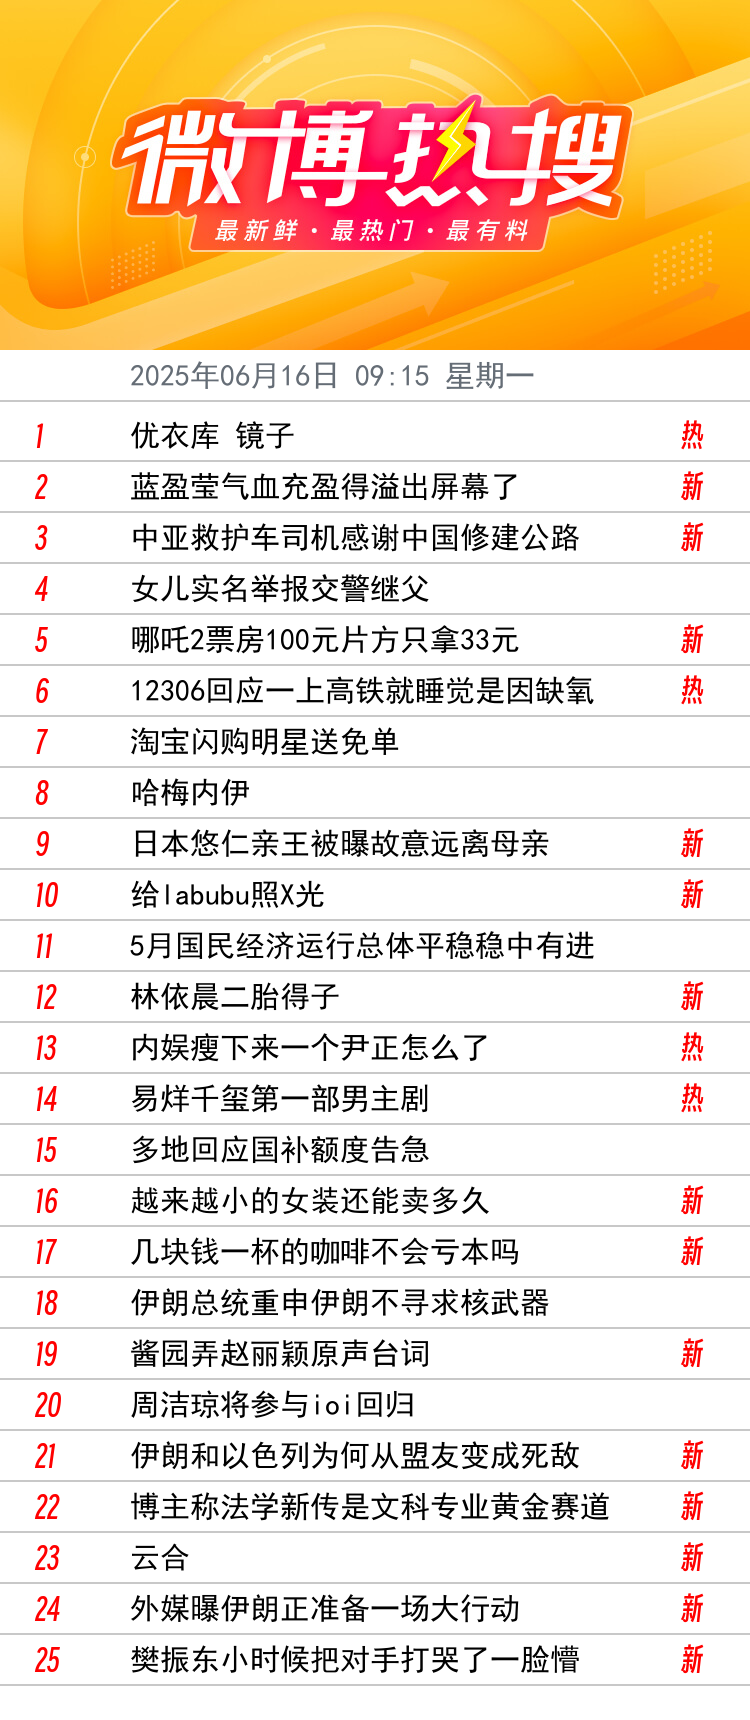 微博热搜
最新鲜·最热门·最有料
2025年06月16日 09:15 星期一
1 优衣库 镜子 热
2 蓝盈莹气血充盈得溢出屏幕了 新
3 中亚救护车司机感谢中国修建公路 新
4 女儿实名举报交警继父
5 哪吒2票房100元片方只拿33元 新
6 12306回应一上高铁就睡觉是因缺氧 热
7 淘宝闪购明星送免单
8 哈梅内伊
9 日本悠仁亲王被曝故意远离母亲 新
10 给labubu照X光 新
11 5月国民经济运行总体平稳稳中有进
12 林依晨二胎得子 新
13 内娱瘦下来一个尹正怎么了 热
14 易烊千玺第一部男主剧 热
15 多地回应国补额度告急
16 越来越小的女装还能卖多久 新
17 几块钱一杯的咖啡不会亏本吗 新
18 伊朗总统重申伊朗不寻求核武器
19 酱园弄赵丽颖原声台词 新
20 周洁琼将参与ioi回归
21 伊朗和以色列为何从盟友变成死敌 新
22 博主称法学新传是文科专业黄金赛道 新
23 云合 新
24 外媒曝伊朗正准备一场大行动 新
25 樊振东小时候把对手打哭了一脸懵 新